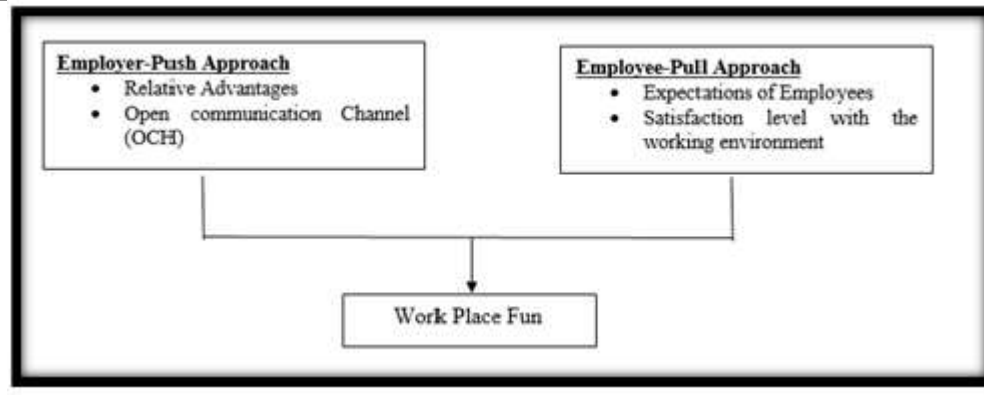 Employer-Push Approach
• Relative Advantages
• Open communication Channel
(OCH)
Employee-Pull Approach
• Expectations of Employees
• Satisfaction level with the
working environment
Work Place Fun